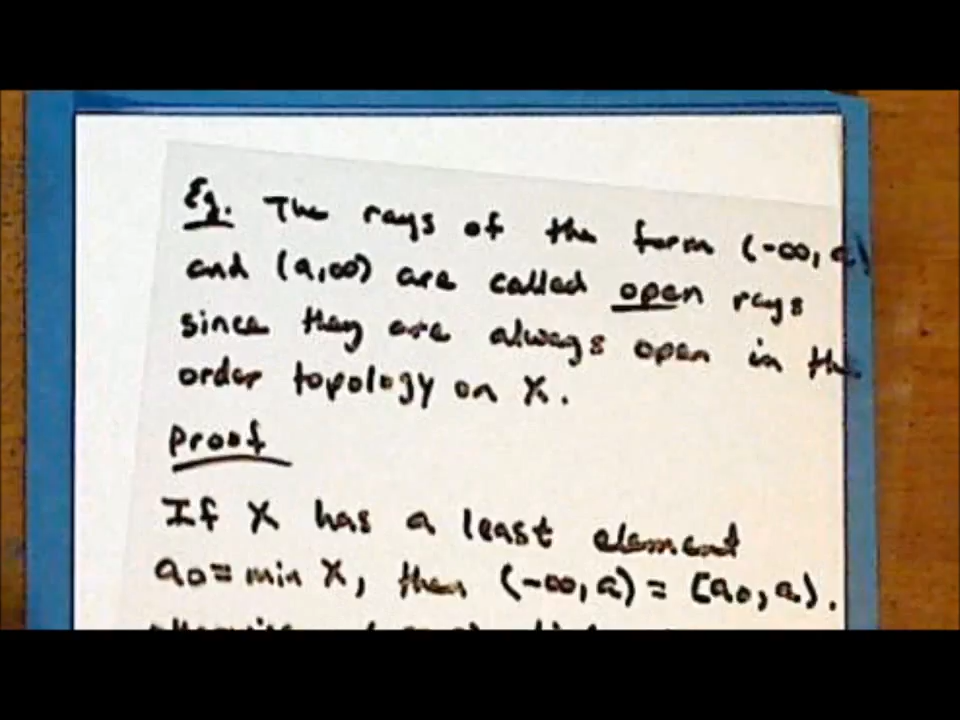 Eg. The rays of the form (-∞, a)
and (a,∞) are called open rays
since they are always open in the
order topology on X.
Proof
If X has a least element
a0 = min X, then (-∞, a) = [a0, a).